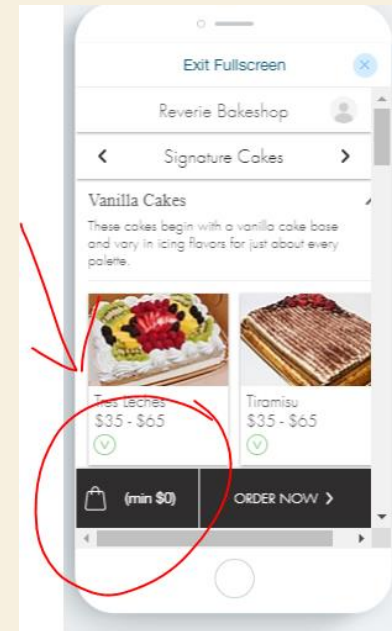 Exit Fullscreen
Reverie Bakeshop
Signature Cakes
Vanilla Cakes
These cakes begin with a vanilla cake base
and vary in icing flavors for just about every
palette.
Tres Leches
$35 - $65
V
Tiramisu
$35 - $65
V
(min $0)
ORDER NOW